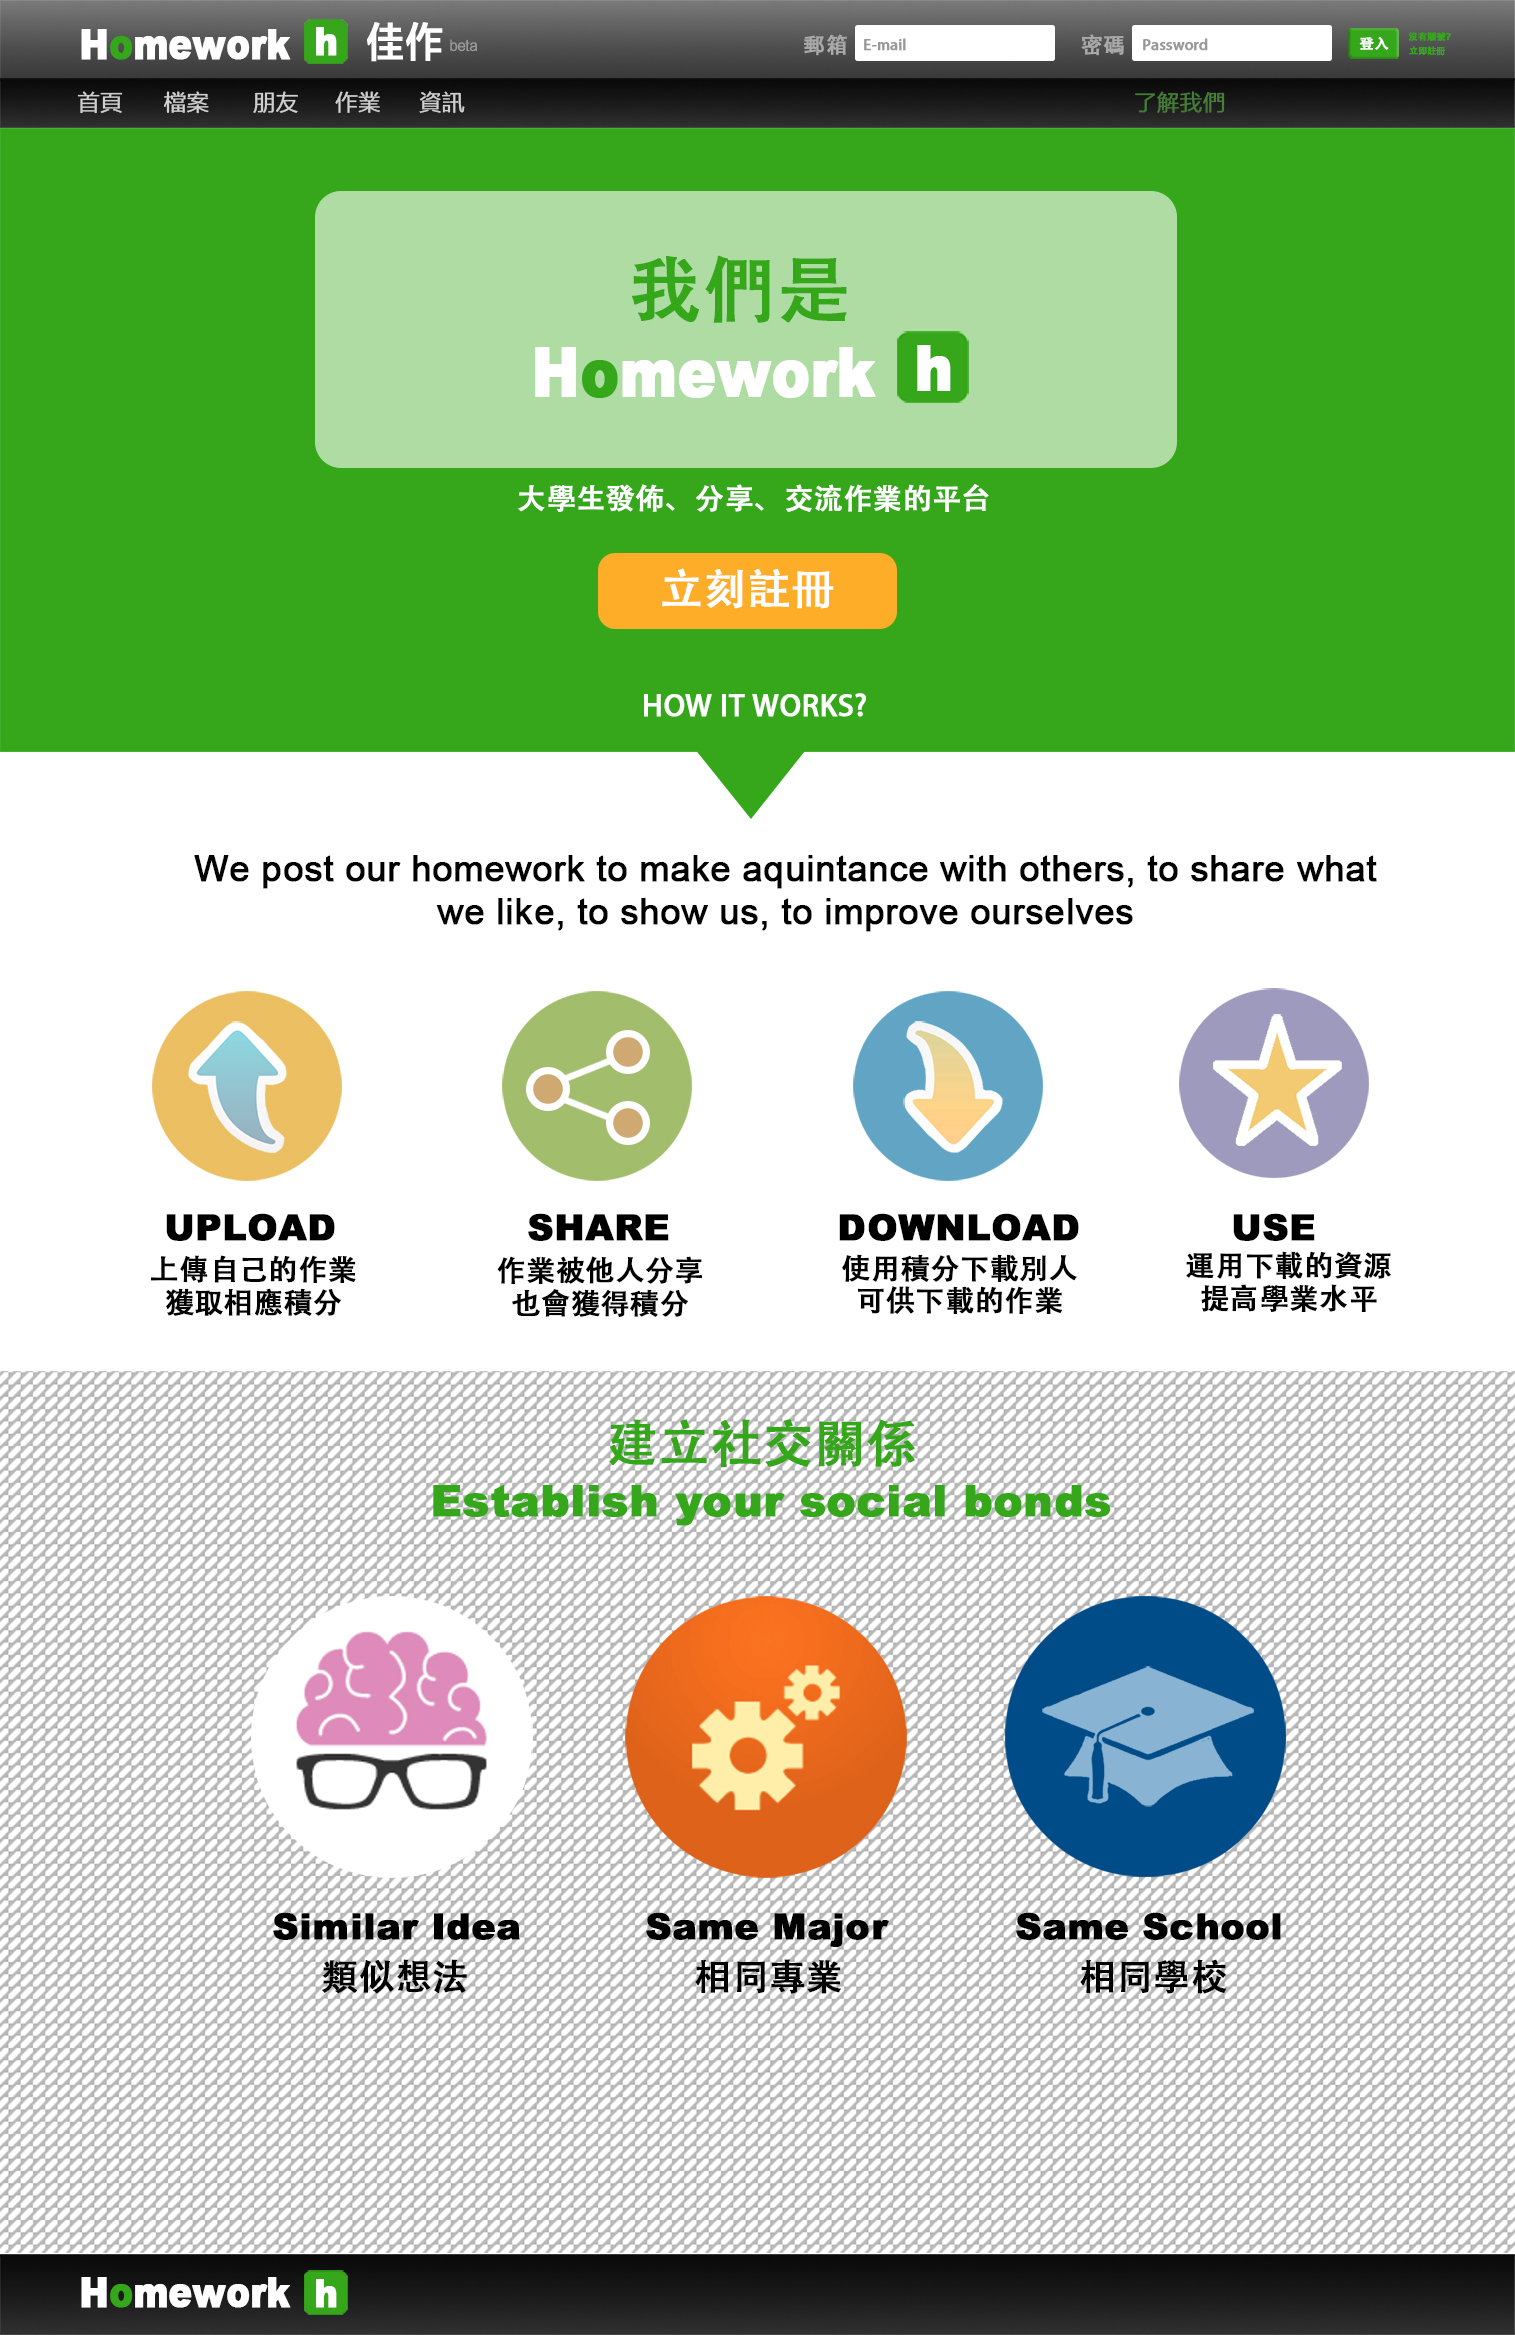 Homework h 佳作 beta
郵箱 E-mail 密碼 Password 登入 沒有賬號?
立即註冊
首頁 檔案 朋友 作業 資訊 了解我們
我們是
Homework h
大學生發佈、分享、交流作業的平台
立刻註冊
HOW IT WORKS?
We post our homework to make aquintance with others, to share what
we like, to show us, to improve ourselves
UPLOAD
上傳自己的作業
獲取相應積分
SHARE
作業被他人分享
也會獲得積分
DOWNLOAD
使用積分下載別人
可供下載的作業
USE
運用下載的資源
提高學業水平
建立社交關係
Establish your social bonds
Similar Idea
類似想法
Same Major
相同專業
Same School
相同學校
Homework h